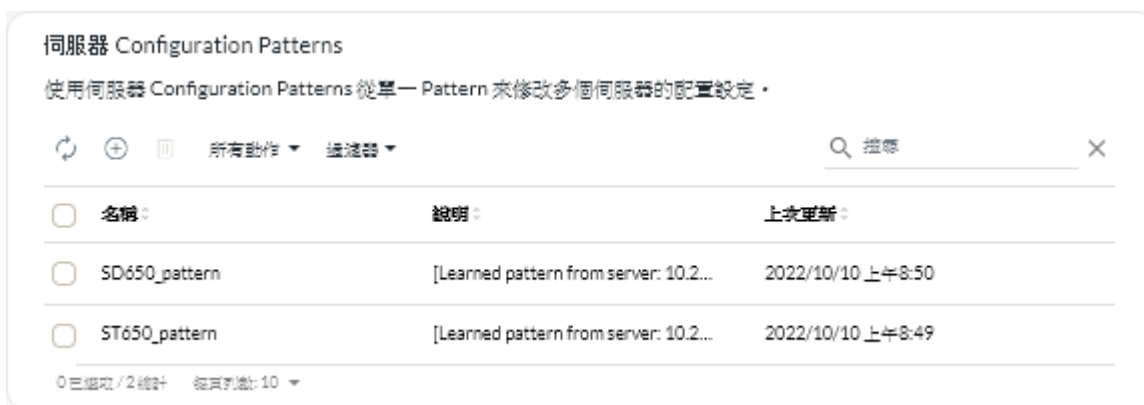 伺服器 Configuration Patterns
使用伺服器 Configuration Patterns 從單一 Pattern 來修改多個伺服器的配置設定。
所有動作 過濾器 搜尋
名稱 說明 上次更新
SD650_pattern [Learned pattern from server: 10.2... 2022/10/10 上午8:50
ST650_pattern [Learned pattern from server: 10.2... 2022/10/10 上午8:49
0 已選取 / 2 總計 每頁列數: 10